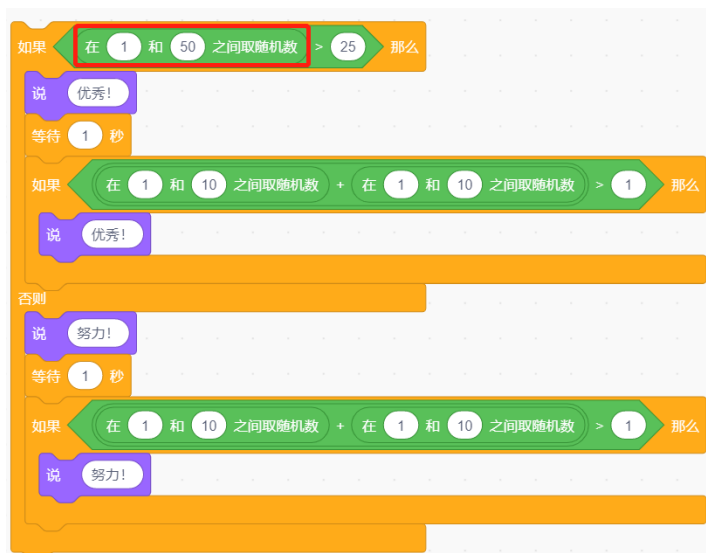 如果 在 1 和 50 之间取随机数 > 25 那么
说 优秀!
等待 1 秒
如果 在 1 和 10 之间取随机数 + 在 1 和 10 之间取随机数 > 1 那么
说 优秀!
否则
说 努力!
等待 1 秒
如果 在 1 和 10 之间取随机数 + 在 1 和 10 之间取随机数 > 1 那么
说 努力!